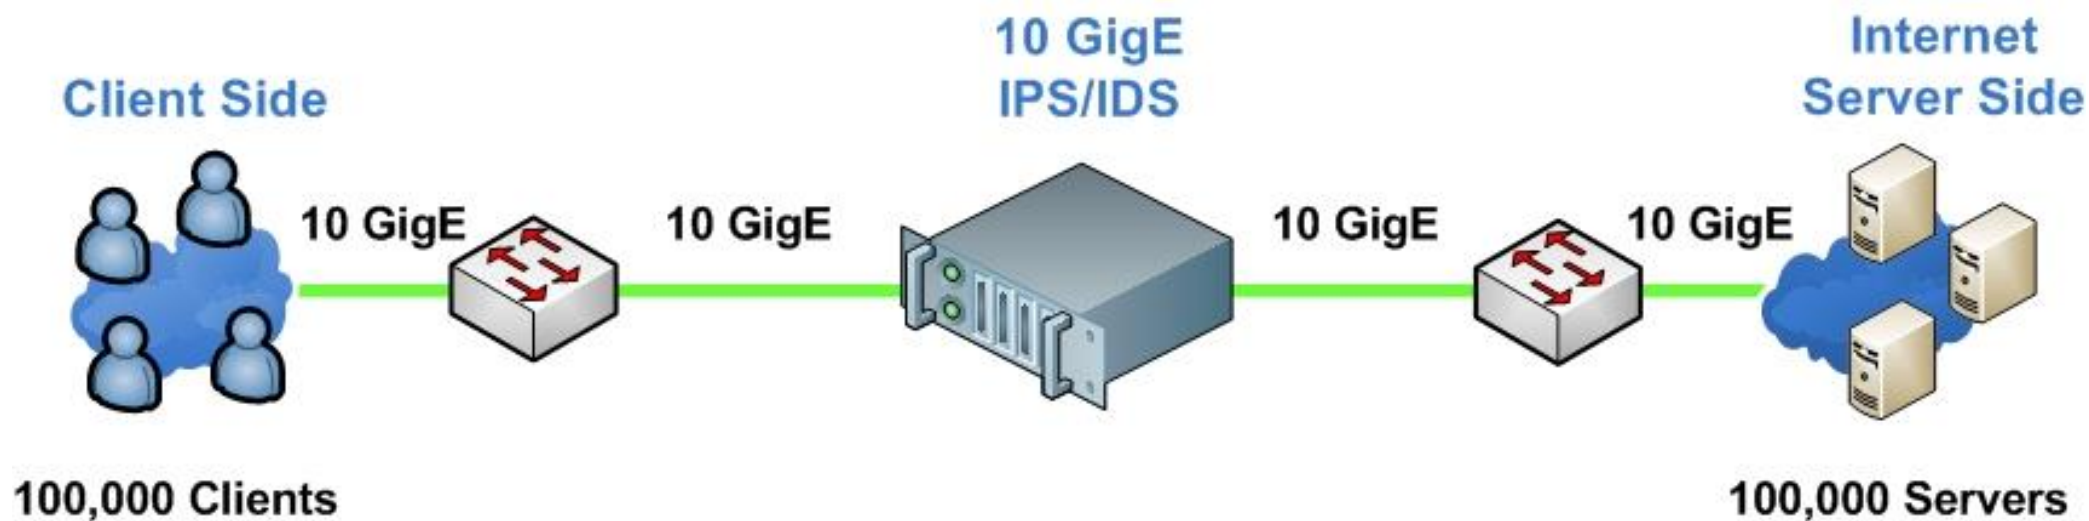 10 GigE
IPS/IDS
Internet
Server Side
Client Side
10 GigE
10 GigE
10 GigE
10 GigE
100,000 Clients
100,000 Servers